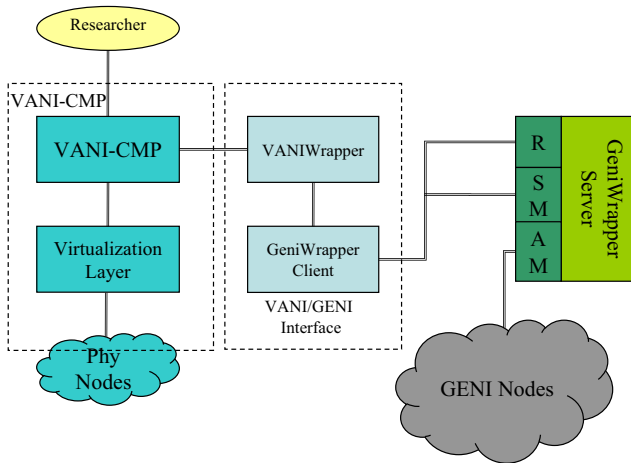 Researcher
VANI-CMP
VANI-CMP
Virtualization
Layer
Phy
Nodes
VANIWrapper
GeniWrapper
Client
VANI/GENI
Interface
R
S
M
A
M
GeniWrapper
Server
GENI Nodes